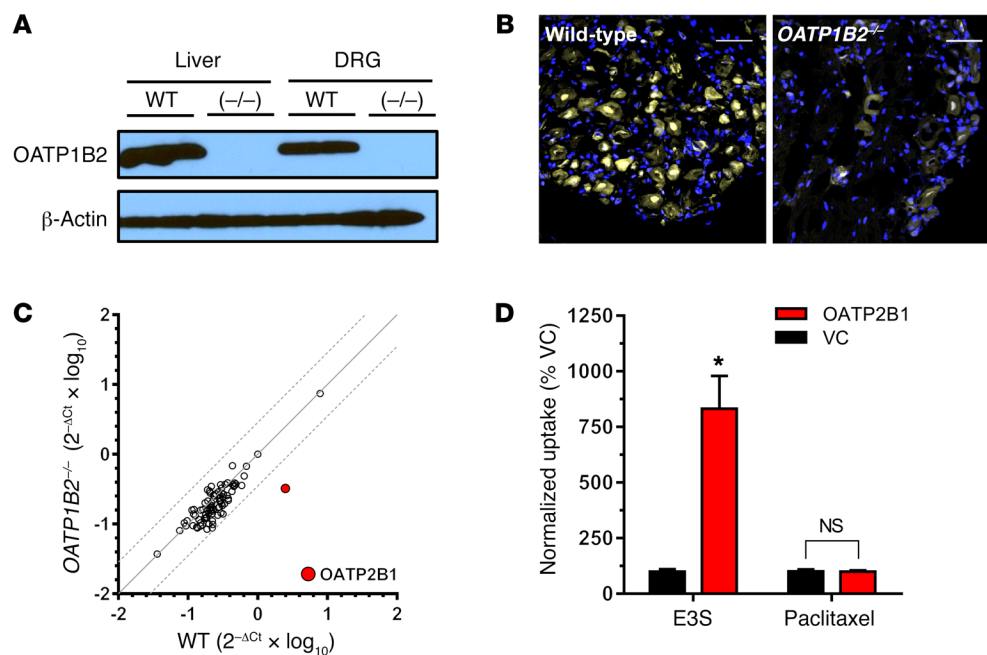 A
Liver
DRG
WT
(–/–)
WT
(–/–)
OATP1B2
β-Actin
B
Wild-type
OATP1B2–/–
C
OATP1B2–/– (2–ΔCt × log10)
2
1
0
-1
-2
-2
-1
0
1
2
WT (2–ΔCt × log10)
OATP2B1
D
Normalized uptake (% VC)
1250
1000
750
500
250
0
OATP2B1
VC
*
NS
E3S
Paclitaxel